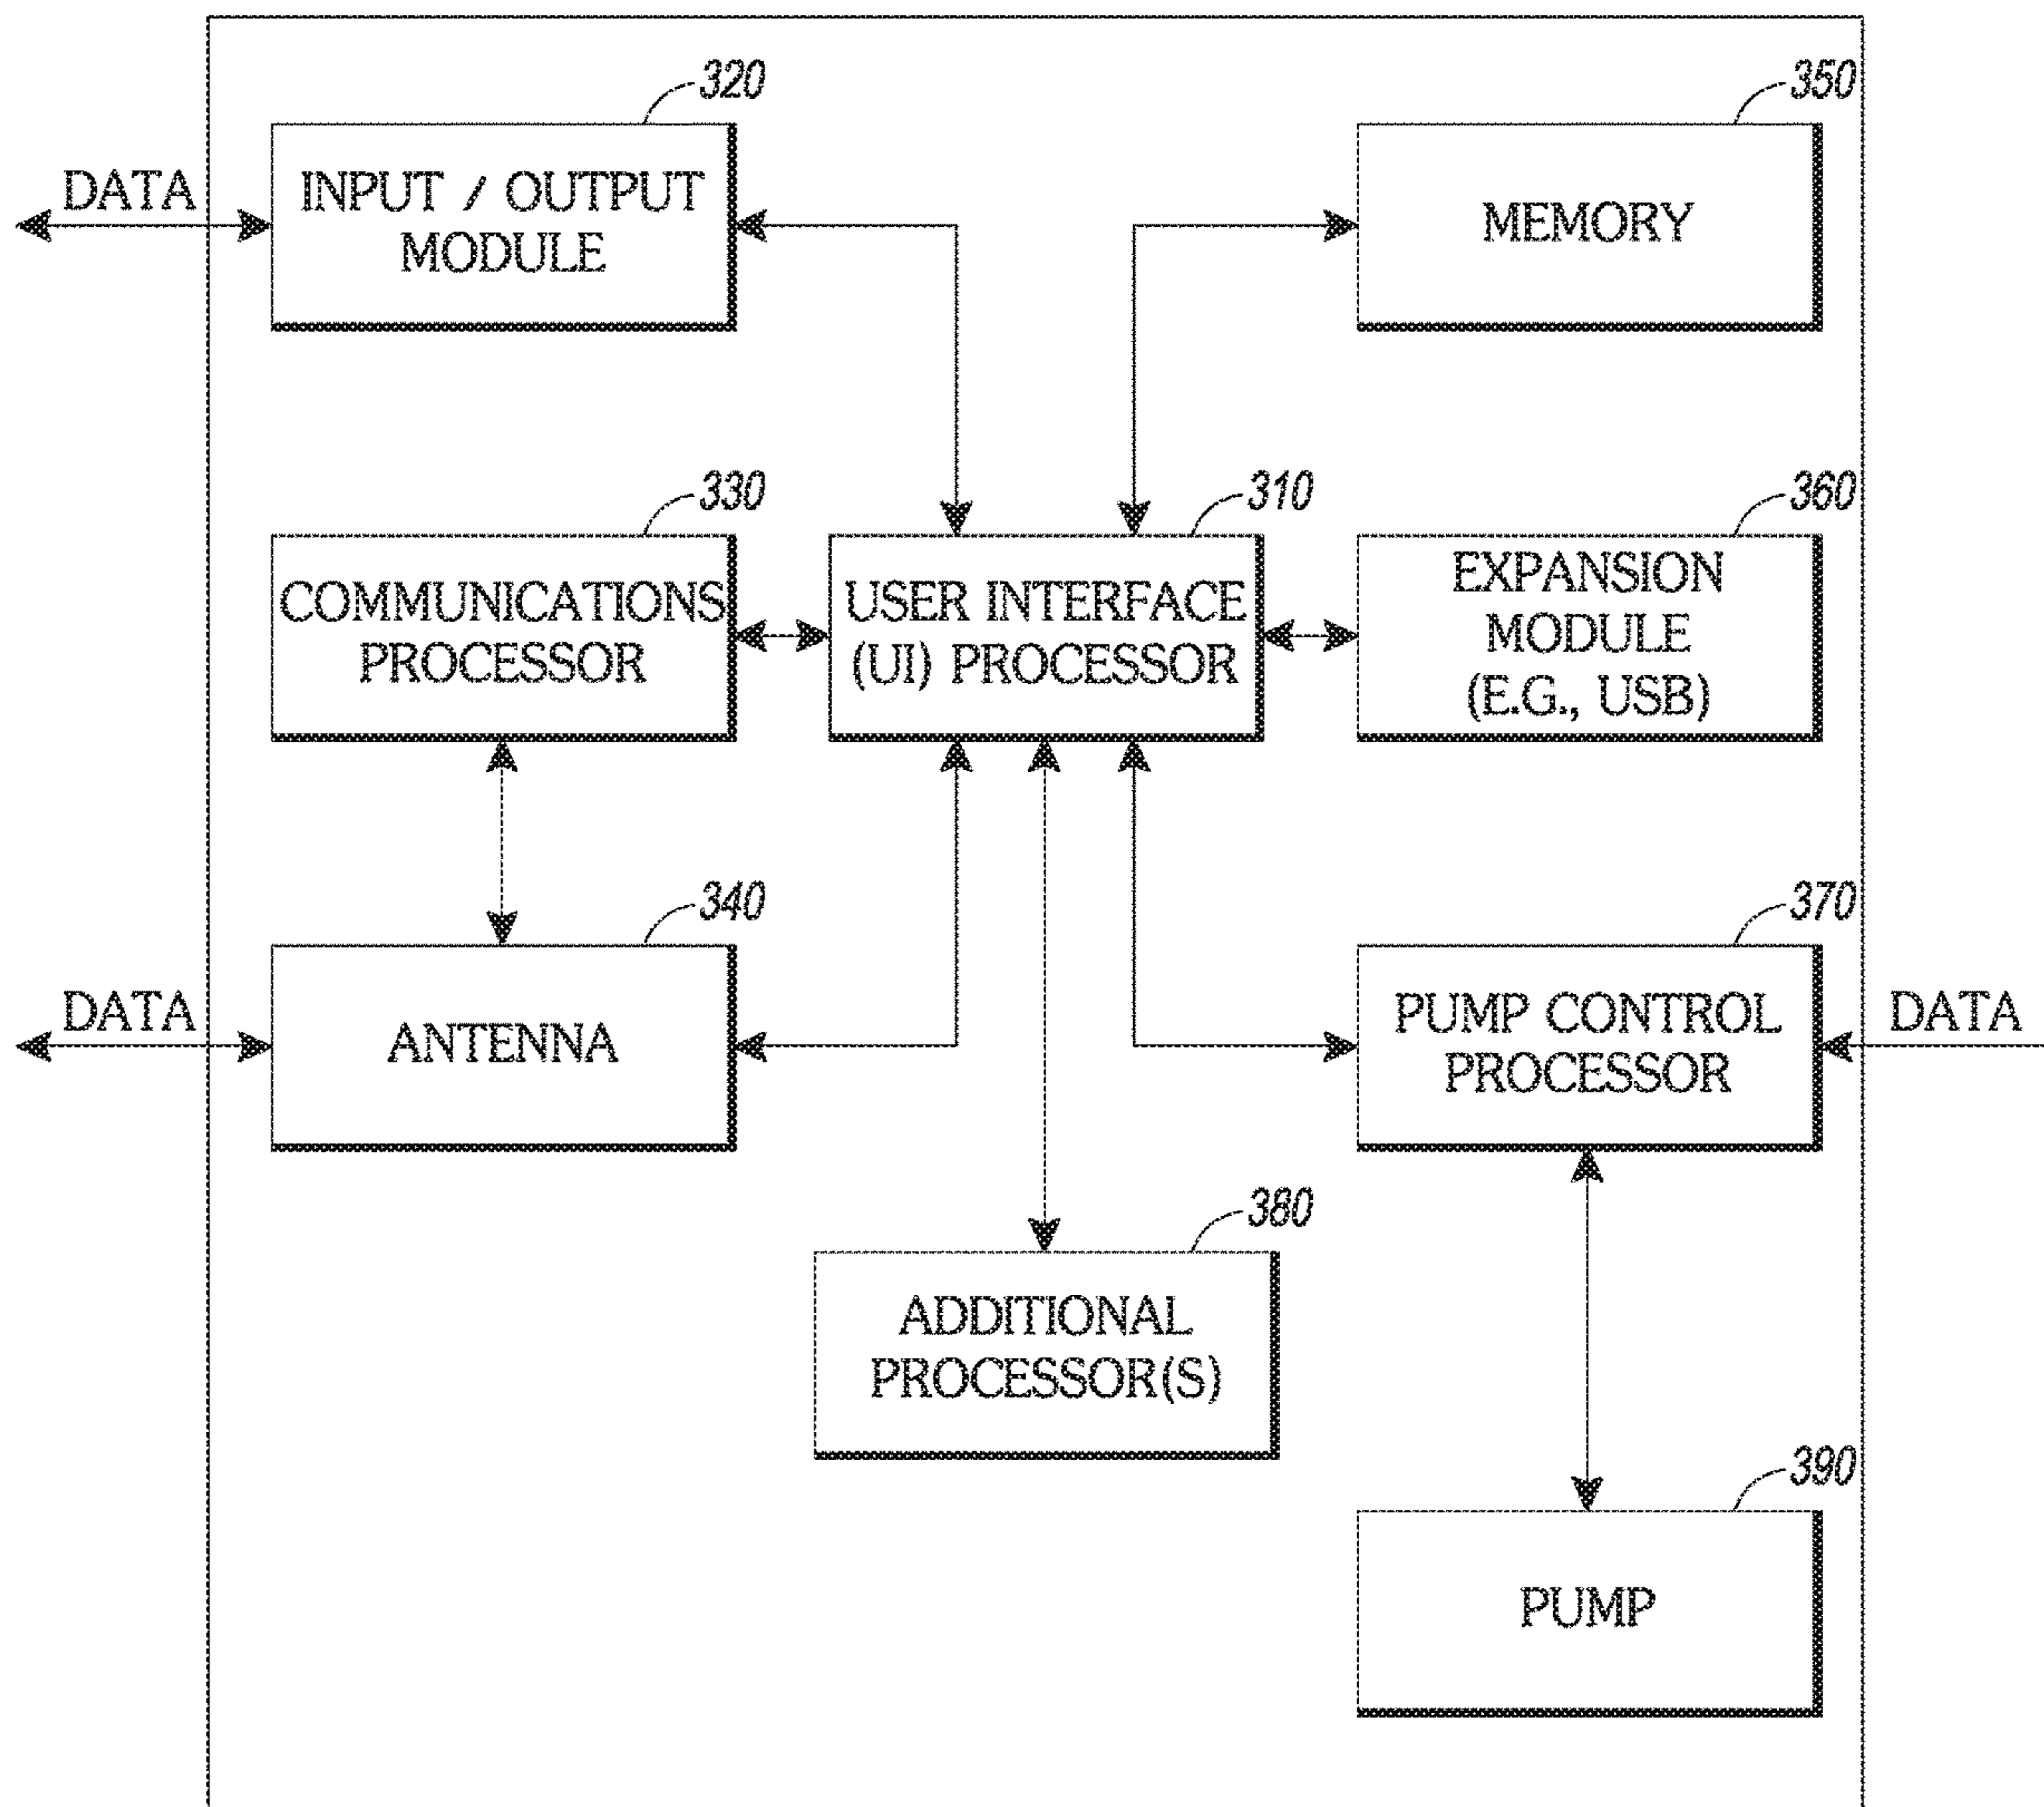 320
350
DATA
INPUT / OUTPUT
MODULE
MEMORY
330
310
360
COMMUNICATIONS
PROCESSOR
USER INTERFACE
(UI) PROCESSOR
EXPANSION
MODULE
(E.G., USB)
340
370
DATA
ANTENNA
PUMP CONTROL
PROCESSOR
DATA
380
ADDITIONAL
PROCESSOR(S)
390
PUMP